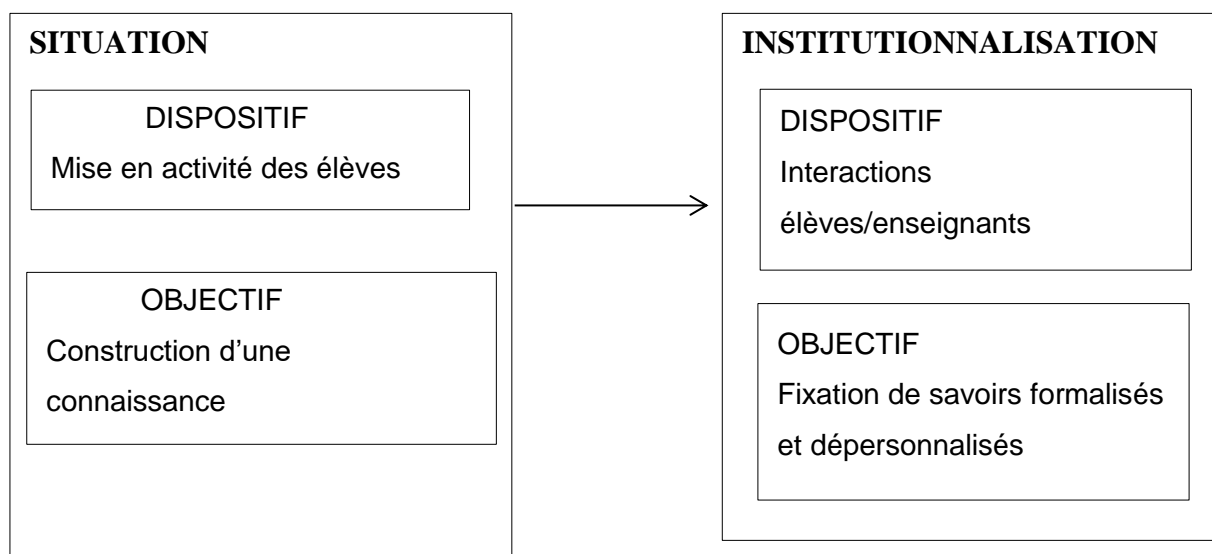 SITUATION
DISPOSITIF
Mise en activité des élèves
OBJECTIF
Construction d’une
connaissance
INSTITUTIONNALISATION
DISPOSITIF
Interactions
élèves/enseignants
OBJECTIF
Fixation de savoirs formalisés
et dépersonnalisés